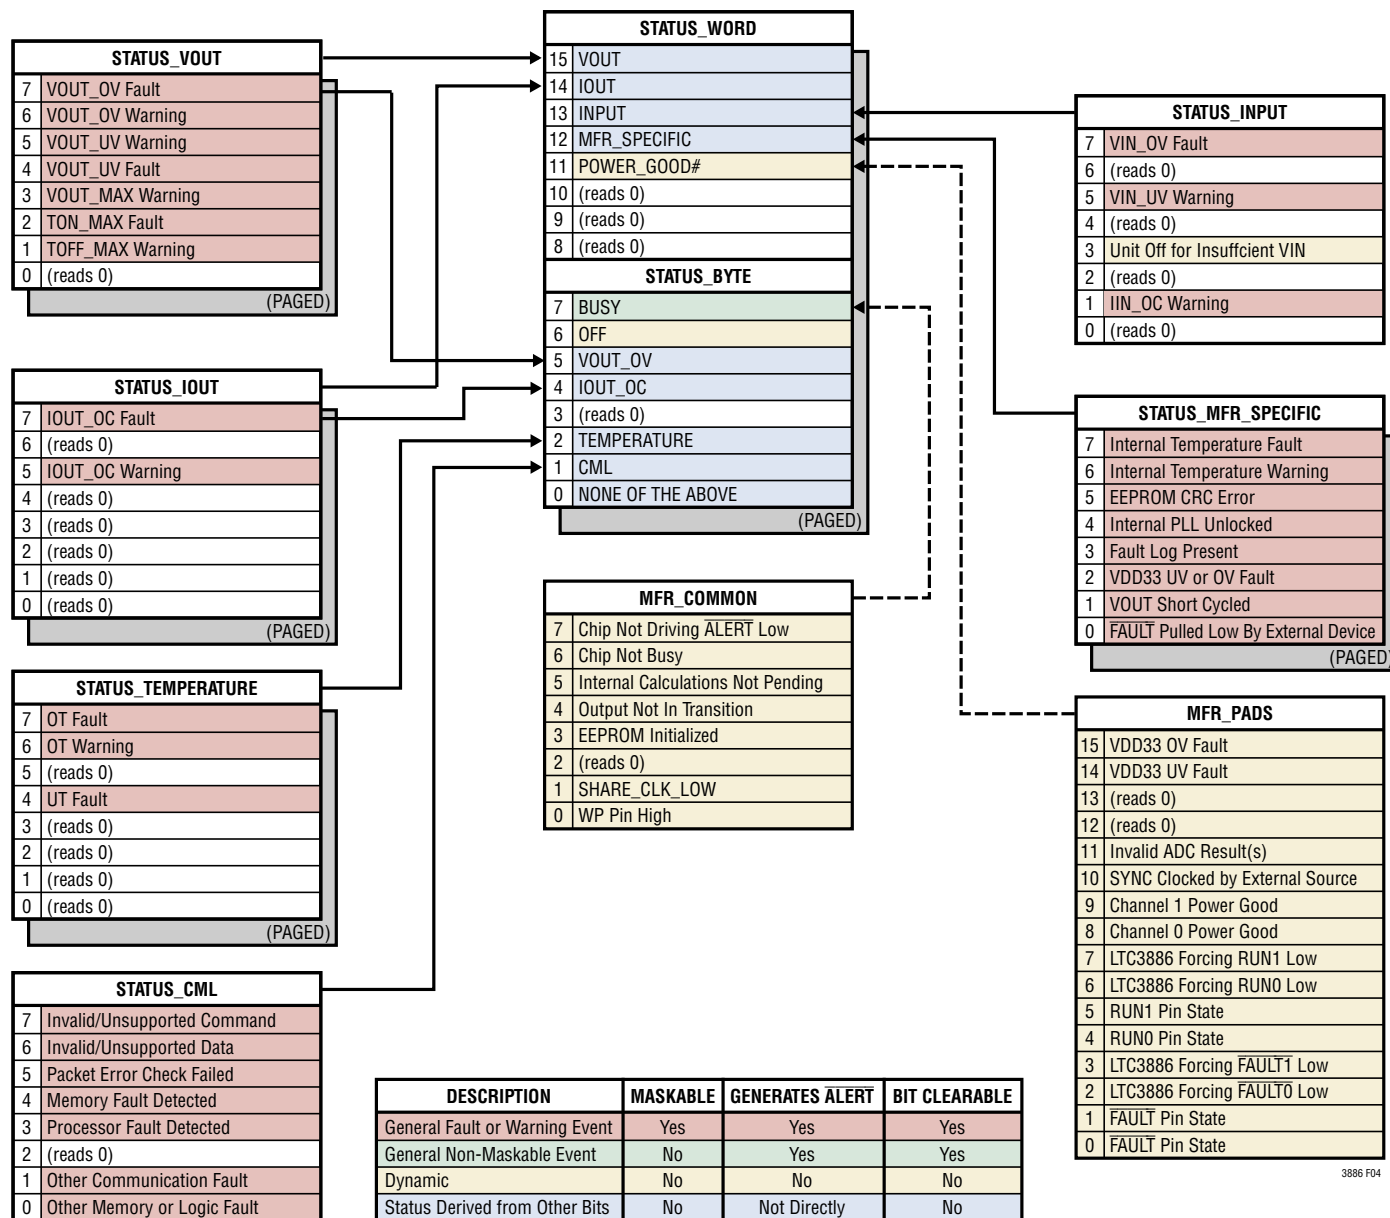 STATUS_VOUT
7 VOUT_OV Fault
6 VOUT_OV Warning
5 VOUT_UV Warning
4 VOUT_UV Fault
3 VOUT_MAX Warning
2 TON_MAX Fault
1 TOFF_MAX Warning
0 (reads 0)
(PAGED)
STATUS_IOUT
7 IOUT_OC Fault
6 (reads 0)
5 IOUT_OC Warning
4 (reads 0)
3 (reads 0)
2 (reads 0)
1 (reads 0)
0 (reads 0)
(PAGED)
STATUS_TEMPERATURE
7 OT Fault
6 OT Warning
5 (reads 0)
4 UT Fault
3 (reads 0)
2 (reads 0)
1 (reads 0)
0 (reads 0)
(PAGED)
STATUS_CML
7 Invalid/Unsupported Command
6 Invalid/Unsupported Data
5 Packet Error Check Failed
4 Memory Fault Detected
3 Processor Fault Detected
2 (reads 0)
1 Other Communication Fault
0 Other Memory or Logic Fault
STATUS_WORD
15 VOUT
14 IOUT
13 INPUT
12 MFR_SPECIFIC
11 POWER_GOOD#
10 (reads 0)
9 (reads 0)
8 (reads 0)
STATUS_BYTE
7 BUSY
6 OFF
5 VOUT_OV
4 IOUT_OC
3 (reads 0)
2 TEMPERATURE
1 CML
0 NONE OF THE ABOVE
(PAGED)
MFR_COMMON
7 Chip Not Driving ALERT Low
6 Chip Not Busy
5 Internal Calculations Not Pending
4 Output Not In Transition
3 EEPROM Initialized
2 (reads 0)
1 SHARE_CLK_LOW
0 WP Pin High
DESCRIPTION MASKABLE GENERATES ALERT BIT CLEARABLE
General Fault or Warning Event Yes Yes Yes
General Non-Maskable Event No Yes Yes
Dynamic No No No
Status Derived from Other Bits No Not Directly No
STATUS_INPUT
7 VIN_OV Fault
6 (reads 0)
5 VIN_UV Warning
4 (reads 0)
3 Unit Off for Insuffcient VIN
2 (reads 0)
1 IIN_OC Warning
0 (reads 0)
STATUS_MFR_SPECIFIC
7 Internal Temperature Fault
6 Internal Temperature Warning
5 EEPROM CRC Error
4 Internal PLL Unlocked
3 Fault Log Present
2 VDD33 UV or OV Fault
1 VOUT Short Cycled
0 FAULT Pulled Low By External Device
(PAGED)
MFR_PADS
15 VDD33 OV Fault
14 VDD33 UV Fault
13 (reads 0)
12 (reads 0)
11 Invalid ADC Result(s)
10 SYNC Clocked by External Source
9 Channel 1 Power Good
8 Channel 0 Power Good
7 LTC3886 Forcing RUN1 Low
6 LTC3886 Forcing RUN0 Low
5 RUN1 Pin State
4 RUN0 Pin State
3 LTC3886 Forcing FAULT1 Low
2 LTC3886 Forcing FAULT0 Low
1 FAULT Pin State
0 FAULT Pin State
3886 F04